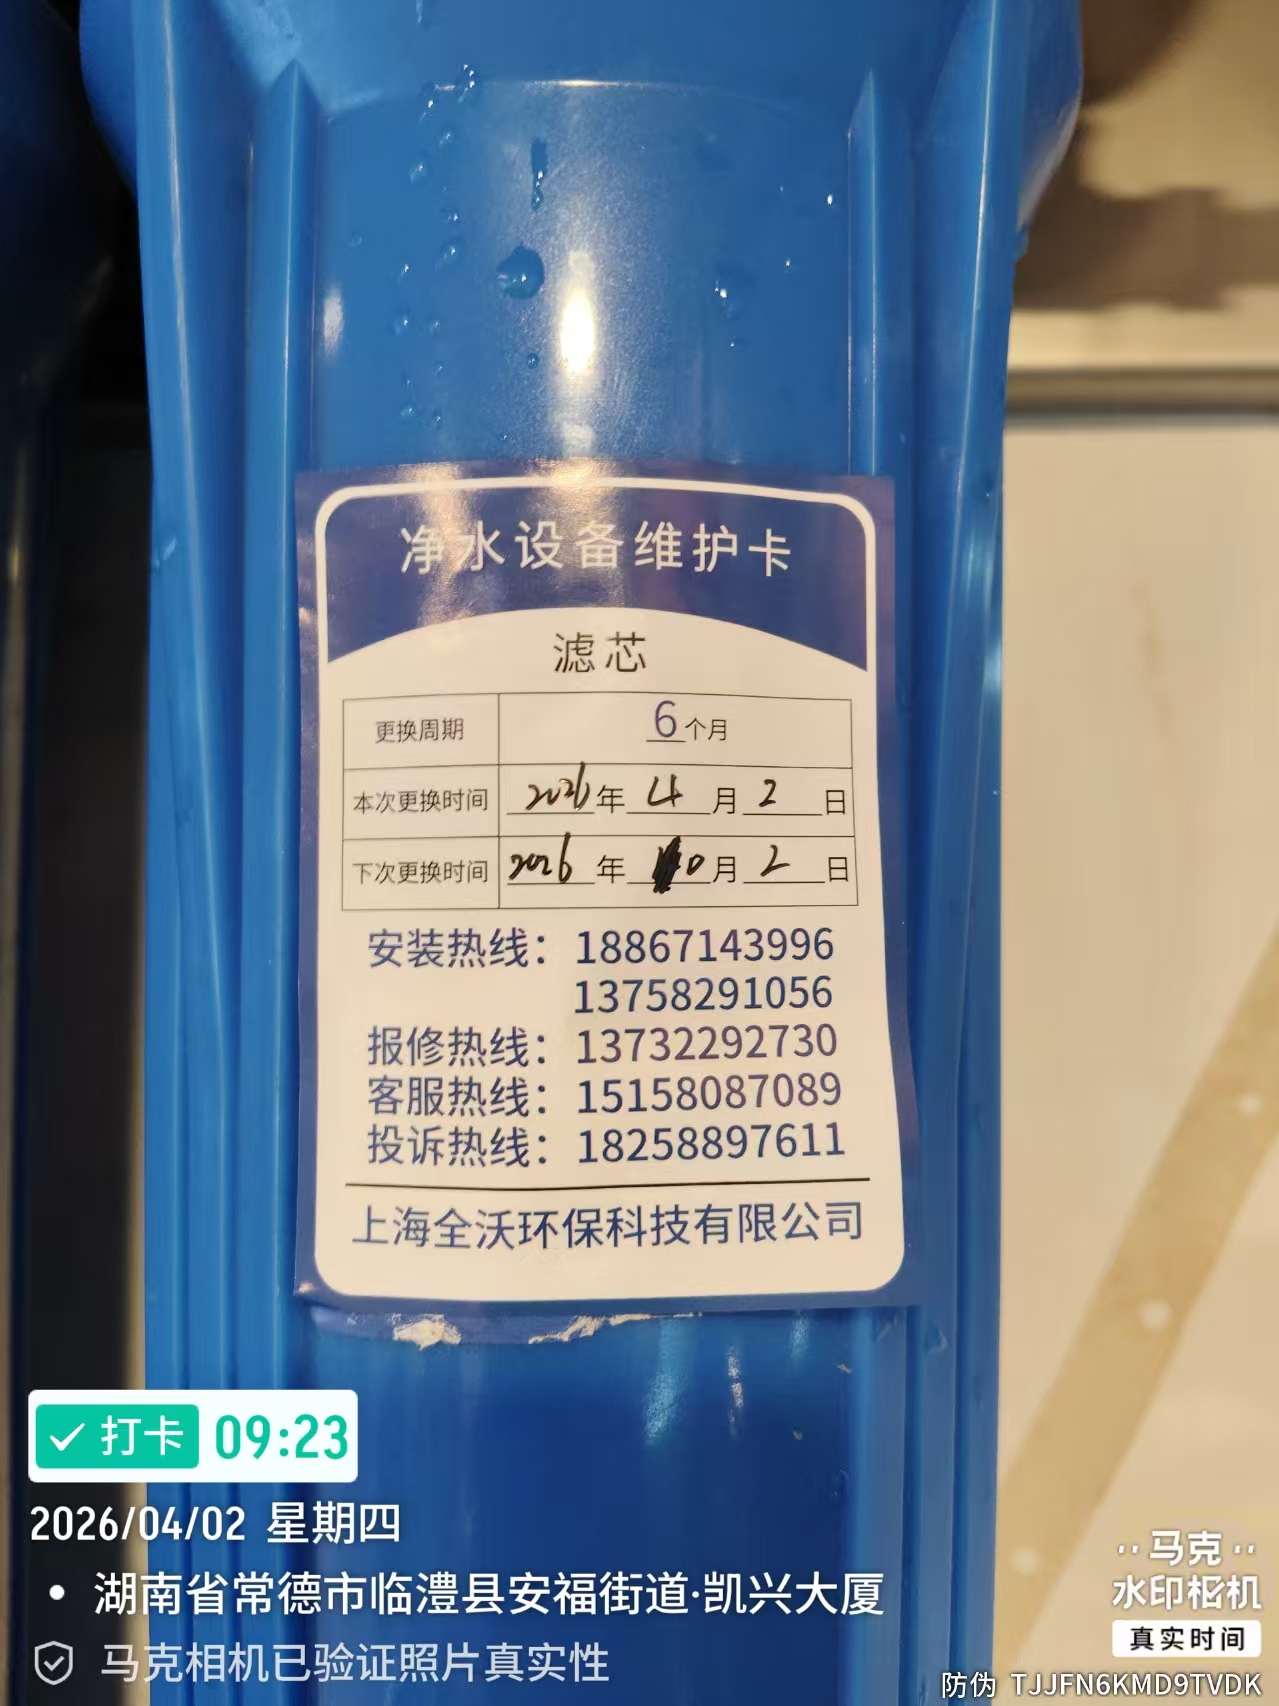 净水设备维护卡
滤芯
更换周期 6个月
本次更换时间 2026年4月2日
下次更换时间 2026年10月2日
安装热线：18867143996
13758291056
报修热线：13732292730
客服热线：15158087089
投诉热线：18258897611
上海全沃环保科技有限公司
打卡 09:23
2026/04/02 星期四
湖南省常德市临澧县安福街道·凯兴大厦
马克相机已验证照片真实性
马克
水印相机
真实时间
防伪 TJJFN6KMD9TVDK